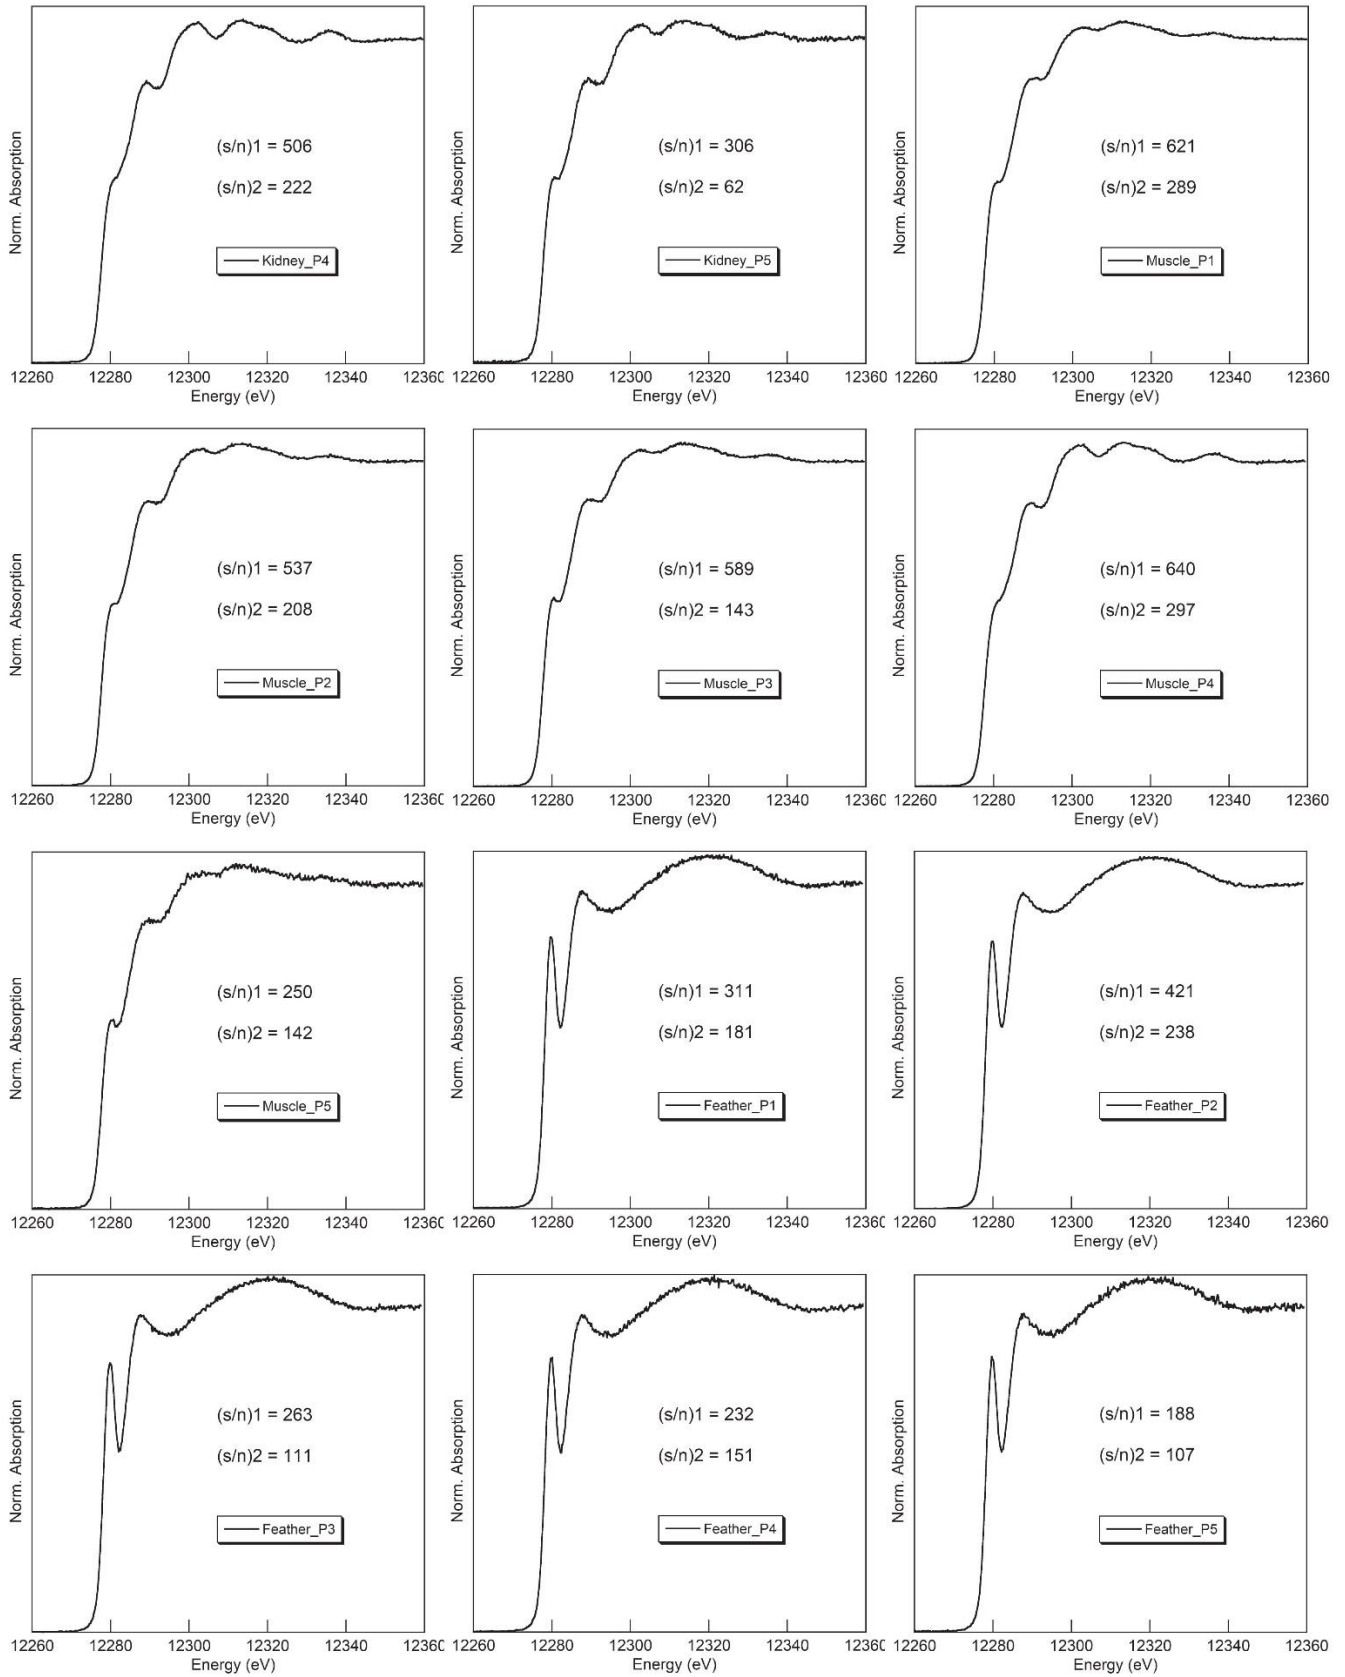 Norm. Absorption
(s/n)1 = 506
(s/n)2 = 222
Kidney_P4
12260 12280 12300 12320 12340 12360
Energy (eV)
Norm. Absorption
(s/n)1 = 306
(s/n)2 = 62
Kidney_P5
12260 12280 12300 12320 12340 12360
Energy (eV)
Norm. Absorption
(s/n)1 = 621
(s/n)2 = 289
Muscle_P1
12260 12280 12300 12320 12340 12360
Energy (eV)
Norm. Absorption
(s/n)1 = 537
(s/n)2 = 208
Muscle_P2
12260 12280 12300 12320 12340 12360
Energy (eV)
Norm. Absorption
(s/n)1 = 589
(s/n)2 = 143
Muscle_P3
12260 12280 12300 12320 12340 12360
Energy (eV)
Norm. Absorption
(s/n)1 = 640
(s/n)2 = 297
Muscle_P4
12260 12280 12300 12320 12340 12360
Energy (eV)
Norm. Absorption
(s/n)1 = 250
(s/n)2 = 142
Muscle_P5
12260 12280 12300 12320 12340 12360
Energy (eV)
Norm. Absorption
(s/n)1 = 311
(s/n)2 = 181
Feather_P1
12260 12280 12300 12320 12340 12360
Energy (eV)
Norm. Absorption
(s/n)1 = 421
(s/n)2 = 238
Feather_P2
12260 12280 12300 12320 12340 12360
Energy (eV)
Norm. Absorption
(s/n)1 = 263
(s/n)2 = 111
Feather_P3
12260 12280 12300 12320 12340 12360
Energy (eV)
Norm. Absorption
(s/n)1 = 232
(s/n)2 = 151
Feather_P4
12260 12280 12300 12320 12340 12360
Energy (eV)
Norm. Absorption
(s/n)1 = 188
(s/n)2 = 107
Feather_P5
12260 12280 12300 12320 12340 12360
Energy (eV)